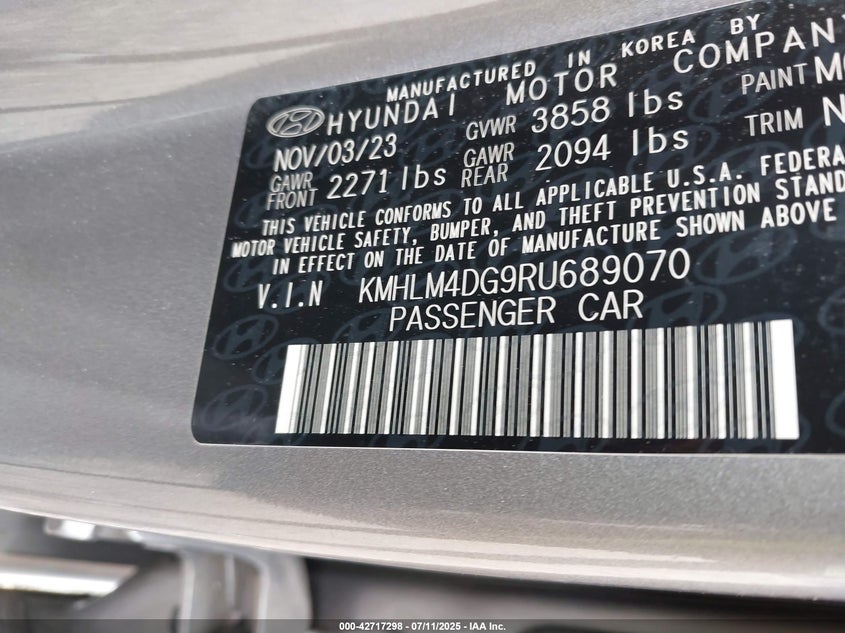 MANUFACTURED IN KOREA BY
HYUNDAI MOTOR COMPANY
NOV/03/23 GVWR 3858 lbs PAINT
GAWR FRONT 2271 lbs GAWR REAR 2094 lbs TRIM
THIS VEHICLE CONFORMS TO ALL APPLICABLE U.S.A. FEDERA
MOTOR VEHICLE SAFETY, BUMPER, AND THEFT PREVENTION STAND
IN EFFECT ON THE DATE OF MANUFACTURE SHOWN ABOVE
V.I.N KMHLM4DG9RU689070
PASSENGER CAR
000-42717298 - 07/11/2025 - IAA Inc.